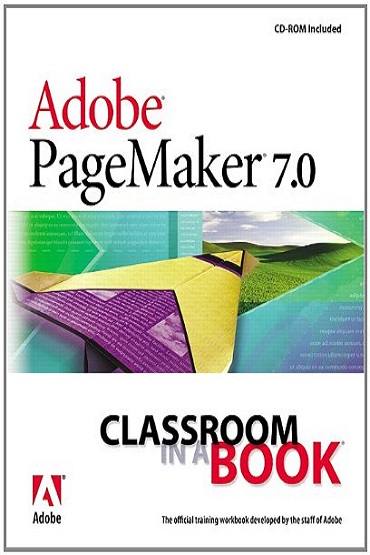 CD-ROM Included
Adobe®
PageMaker® 7.0
CLASSROOM
IN A
BOOK®
Adobe
The official training workbook developed by the staff of Adobe